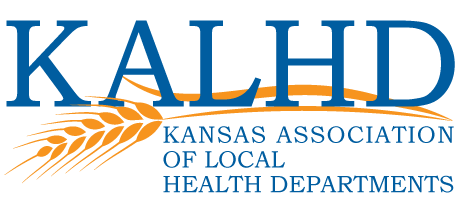 KALHD
KANSAS ASSOCIATION
OF LOCAL
HEALTH DEPARTMENTS